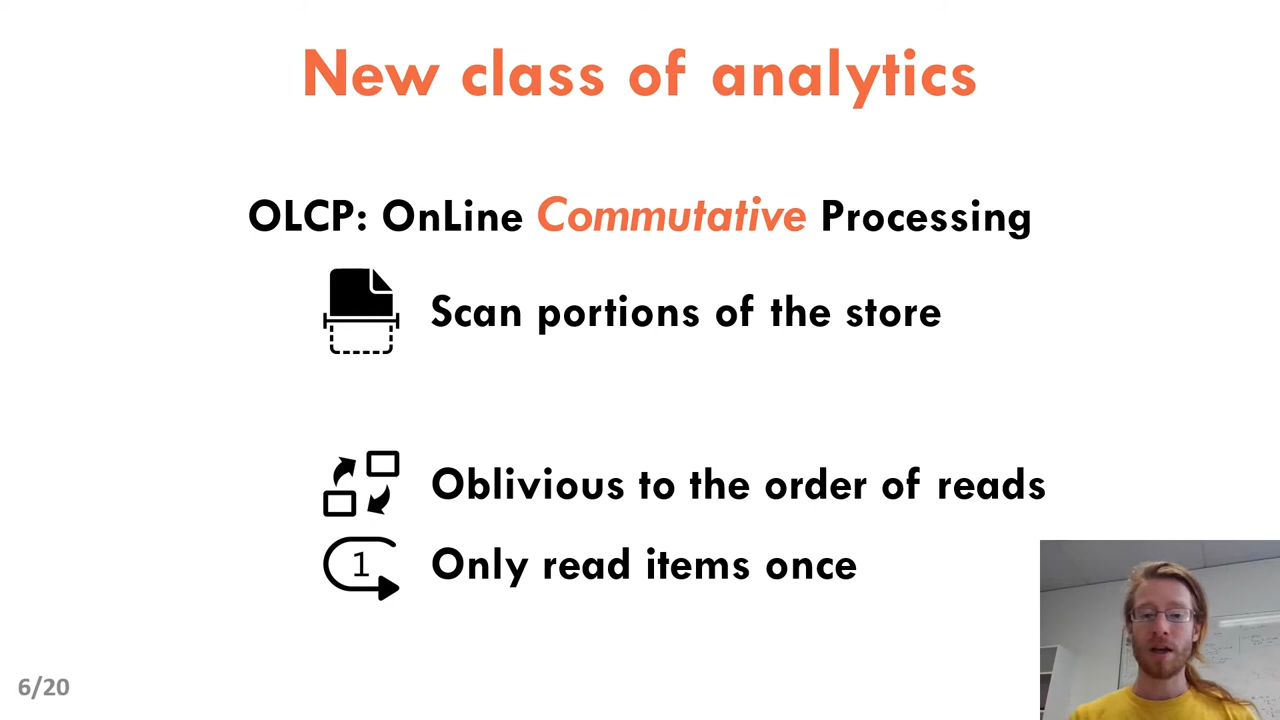 New class of analytics
OLCP: OnLine Commutative Processing
Scan portions of the store
Oblivious to the order of reads
1
Only read items once
6/20